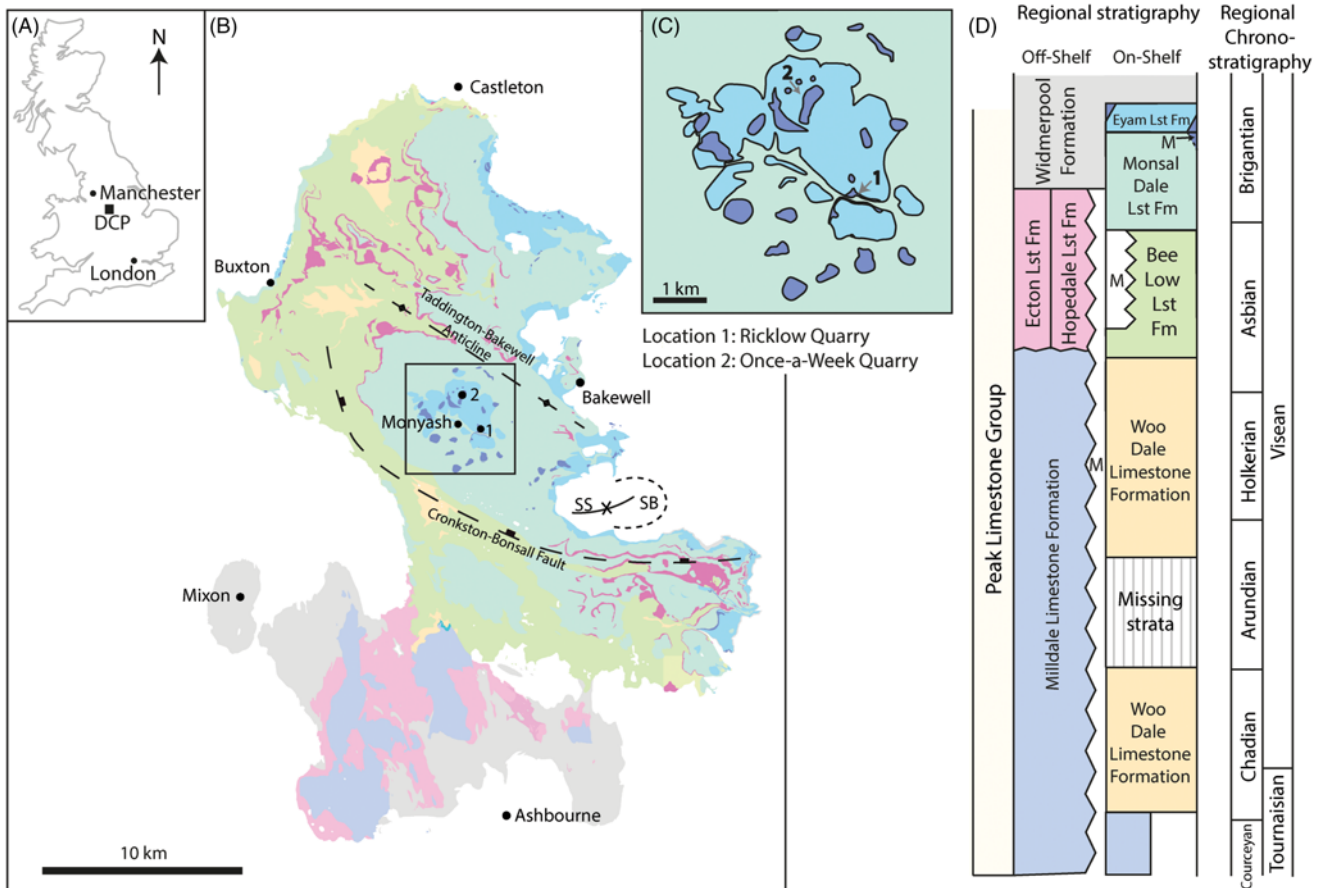 (A)
N
Manchester
DCP
London
(B)
Castleton
Buxton
Taddington-Bakewell
Anticline
Bakewell
2
Monyash
1
SS
X
SB
Cronkston-Bonsall Fault
Mixon
Ashbourne
10 km
(C)
2
1
1 km
Location 1: Ricklow Quarry
Location 2: Once-a-Week Quarry
(D)
Regional stratigraphy
Off-Shelf
On-Shelf
Regional
Chrono-
stratigraphy
Peak Limestone Group
Widmerpool
Formation
Ecton Lst Fm
Hopedale Lst Fm
Milldale Limestone Formation
M
Eyam Lst Fm
M
Monsal
Dale
Lst Fm
M
Bee
Low
Lst
Fm
Woo
Dale
Limestone
Formation
Missing
strata
Woo
Dale
Limestone
Formation
Brigantian
Asbian
Holkerian
Arundian
Chadian
Courceyan
Visean
Tournaisian